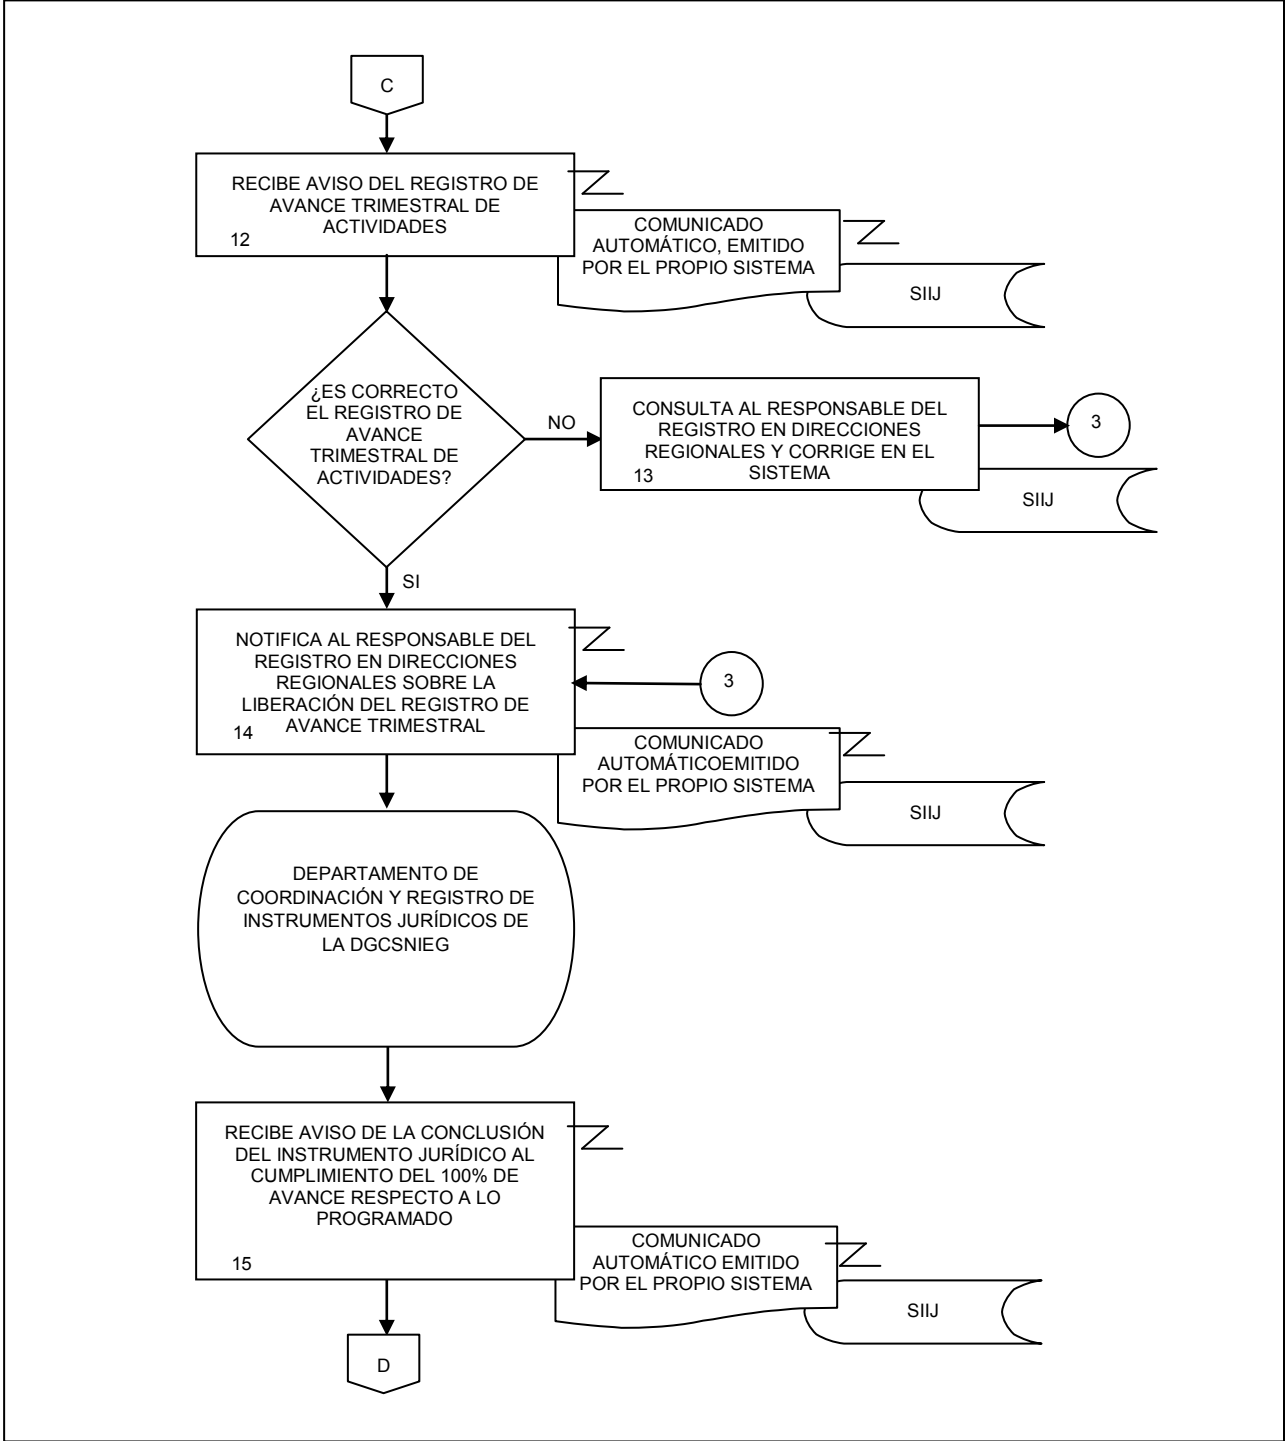 C
RECIBE AVISO DEL REGISTRO DE
AVANCE TRIMESTRAL DE
ACTIVIDADES
12
COMUNICADO
AUTOMÁTICO, EMITIDO
POR EL PROPIO SISTEMA
SIIJ
¿ES CORRECTO
EL REGISTRO DE
AVANCE
TRIMESTRAL DE
ACTIVIDADES?
NO
CONSULTA AL RESPONSABLE DEL
REGISTRO EN DIRECCIONES
REGIONALES Y CORRIGE EN EL
SISTEMA
13
3
SIIJ
SI
NOTIFICA AL RESPONSABLE DEL
REGISTRO EN DIRECCIONES
REGIONALES SOBRE LA
LIBERACIÓN DEL REGISTRO DE
AVANCE TRIMESTRAL
14
3
COMUNICADO
AUTOMÁTICOEMITIDO
POR EL PROPIO SISTEMA
SIIJ
DEPARTAMENTO DE
COORDINACIÓN Y REGISTRO DE
INSTRUMENTOS JURÍDICOS DE
LA DGCSNIEG
RECIBE AVISO DE LA CONCLUSIÓN
DEL INSTRUMENTO JURÍDICO AL
CUMPLIMIENTO DEL 100% DE
AVANCE RESPECTO A LO
PROGRAMADO
15
COMUNICADO
AUTOMÁTICO EMITIDO
POR EL PROPIO SISTEMA
SIIJ
D